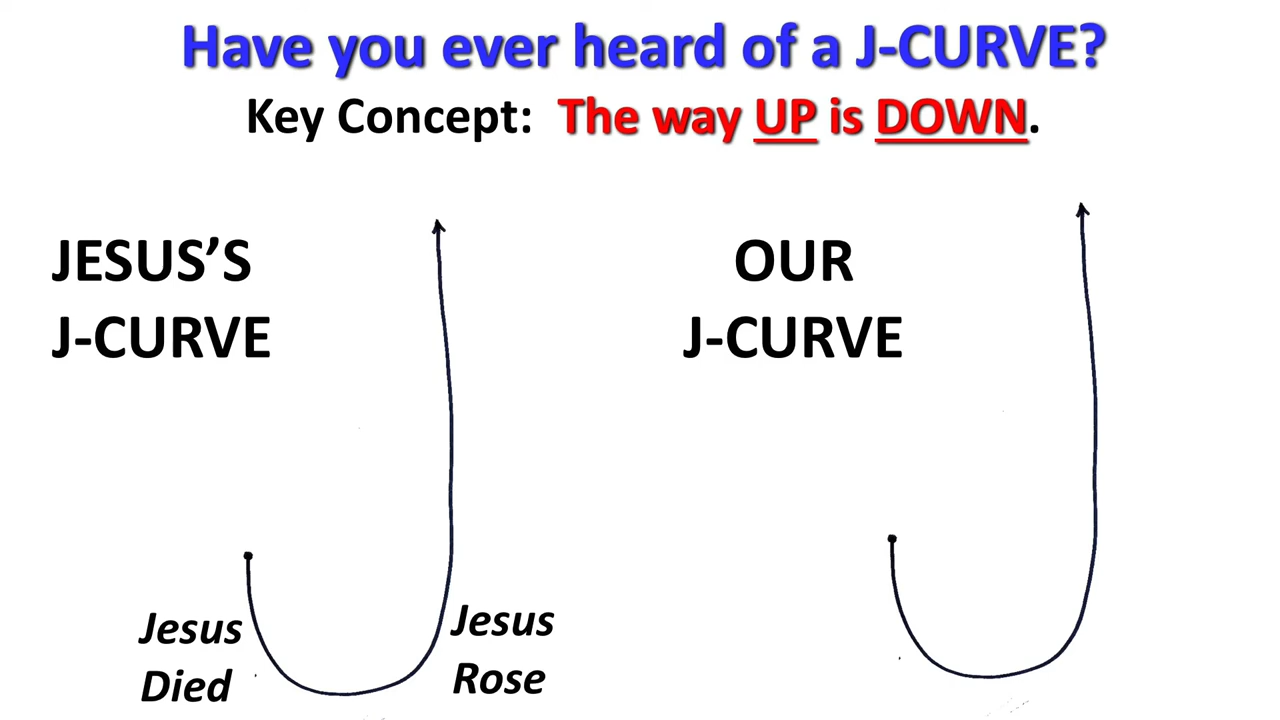 Have you ever heard of a J-CURVE?
Key Concept: The way UP is DOWN.
JESUS’S
J-CURVE
Jesus
Died
Jesus
Rose
OUR
J-CURVE